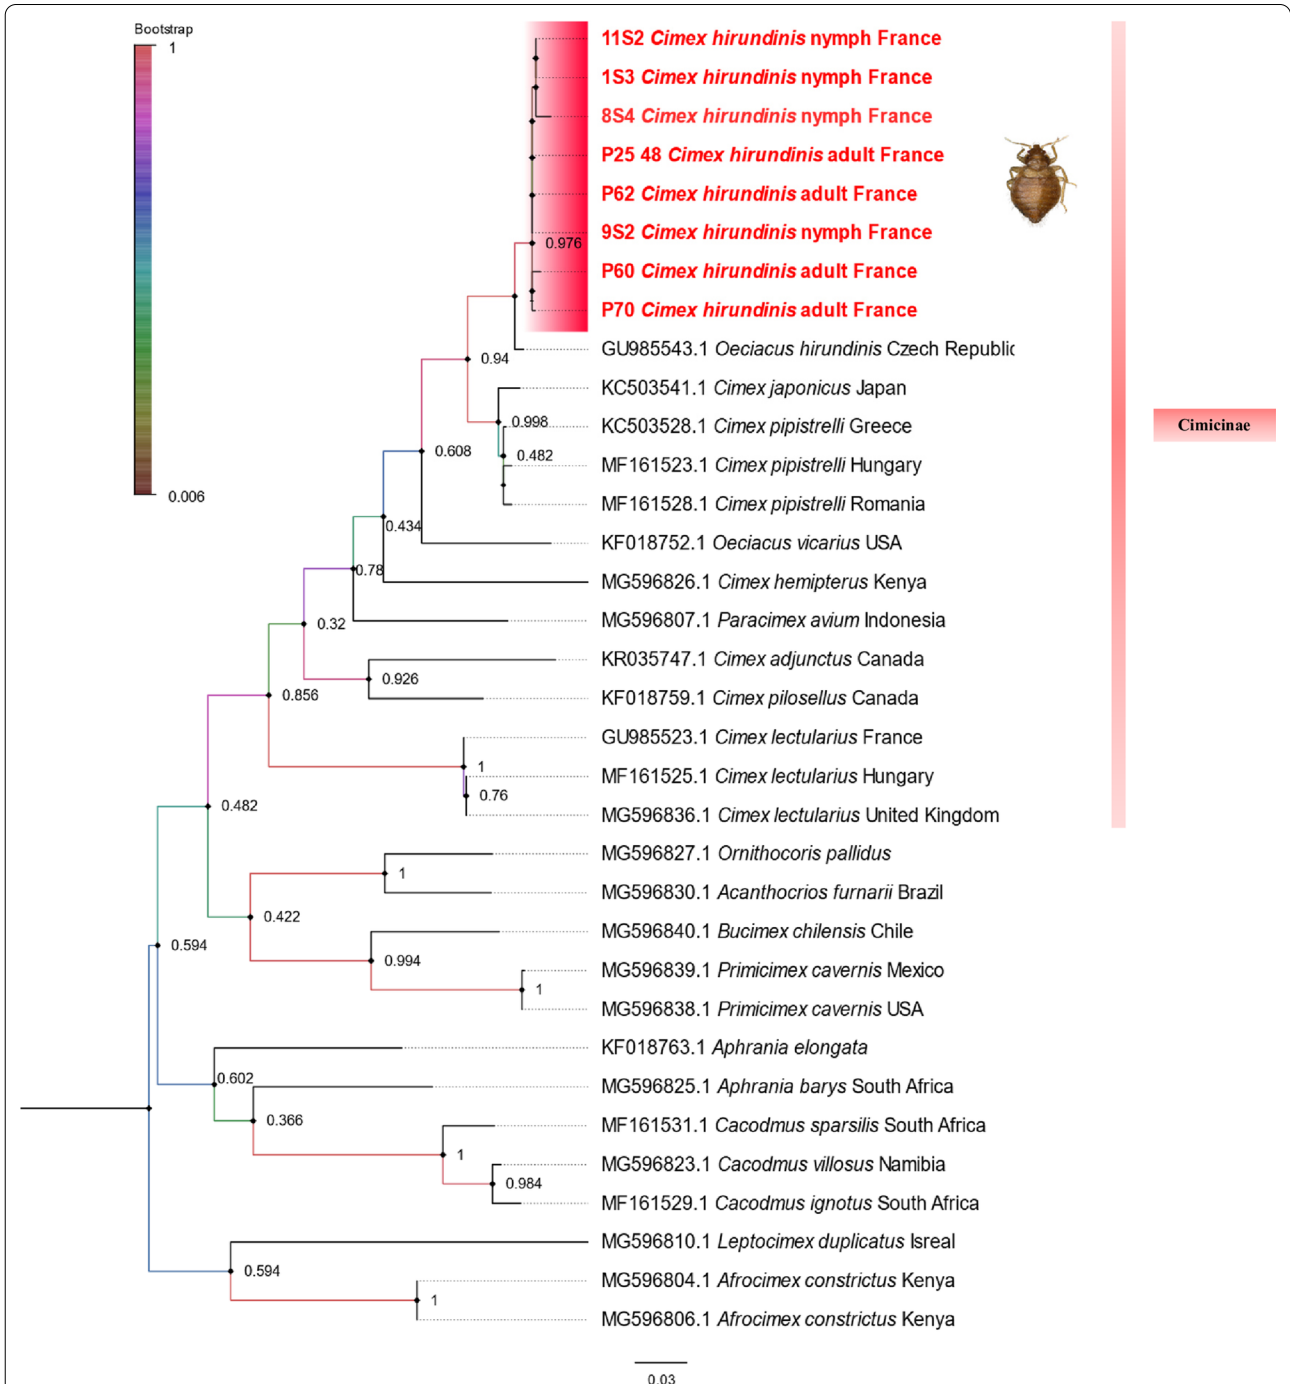 Bootstrap
1
0.006
11S2 Cimex hirundinis nymph France
1S3 Cimex hirundinis nymph France
8S4 Cimex hirundinis nymph France
P25 48 Cimex hirundinis adult France
P62 Cimex hirundinis adult France
9S2 Cimex hirundinis nymph France
0.976
P60 Cimex hirundinis adult France
P70 Cimex hirundinis adult France
GU985543.1 Oeciacus hirundinis Czech Republic
0.94
KC503541.1 Cimex japonicus Japan
0.998
KC503528.1 Cimex pipistrelli Greece
Cimicinae
0.608
0.482
MF161523.1 Cimex pipistrelli Hungary
MF161528.1 Cimex pipistrelli Romania
0.434
KF018752.1 Oeciacus vicarius USA
0.78
MG596826.1 Cimex hemipterus Kenya
0.32
MG596807.1 Paracimex avium Indonesia
KR035747.1 Cimex adjunctus Canada
0.926
0.856
KF018759.1 Cimex pilosellus Canada
GU985523.1 Cimex lectularius France
1
MF161525.1 Cimex lectularius Hungary
0.76
0.482
MG596836.1 Cimex lectularius United Kingdom
MG596827.1 Ornithocoris pallidus
1
MG596830.1 Acanthocrios furnarii Brazil
0.422
MG596840.1 Bucimex chilensis Chile
0.594
0.994
MG596839.1 Primicimex cavernis Mexico
1
MG596838.1 Primicimex cavernis USA
KF018763.1 Aphrania elongata
0.602
MG596825.1 Aphrania barys South Africa
0.366
MF161531.1 Cacodmus sparsilis South Africa
1
MG596823.1 Cacodmus villosus Namibia
0.984
MF161529.1 Cacodmus ignotus South Africa
MG596810.1 Leptocimex duplicatus Isreal
0.594
MG596804.1 Afrocimex constrictus Kenya
1
MG596806.1 Afrocimex constrictus Kenya
0.03